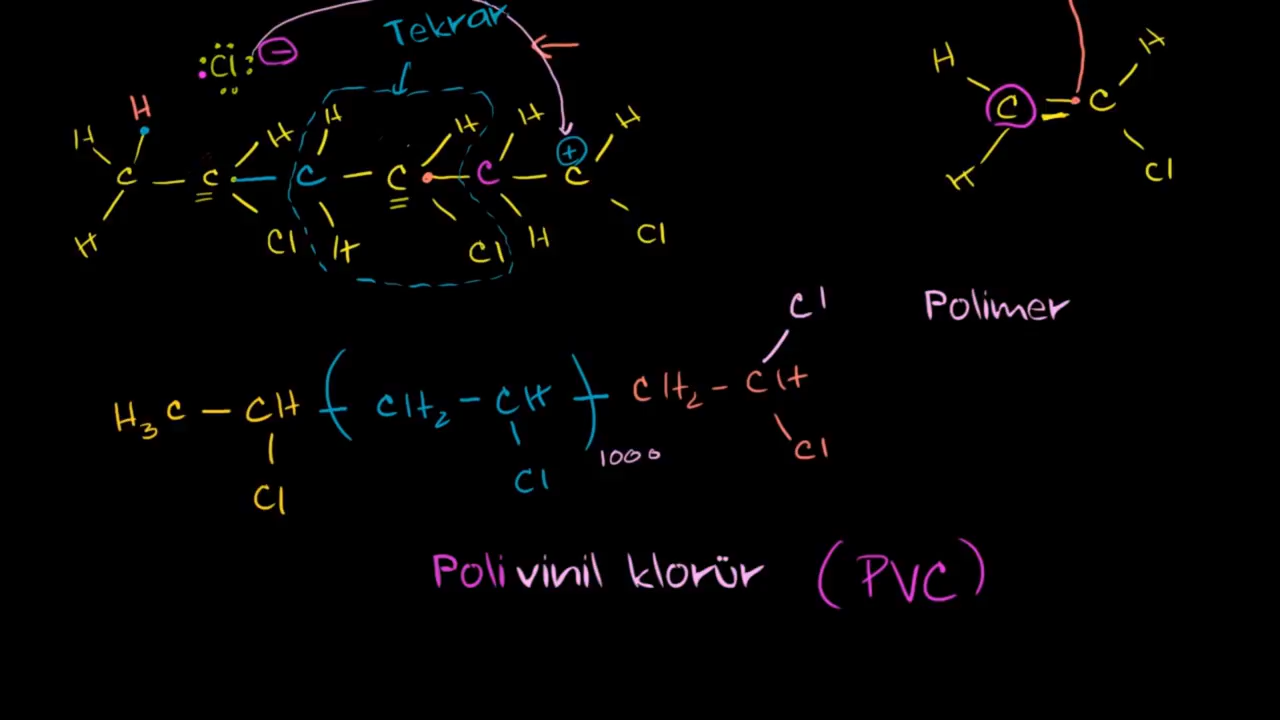 Tekrar
:Cl: −
H H
H C = C H
H Cl
H
H C — C — C — C — C — C + H
H H H H
H Cl H Cl H Cl
Polimer
Cl
H3C — CH ( CH2 — CH )1000 CH2 — CH
Cl Cl Cl
Polivinil klorür (PVC)